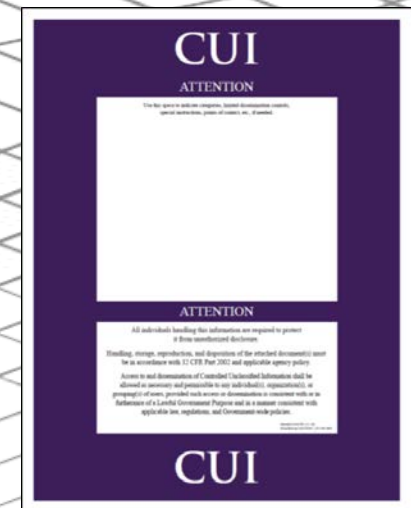 CUI
ATTENTION
Use this space to indicate categories, limited dissemination controls,
special instructions, points of contact, etc., if needed.
ATTENTION
All individuals handling this information are required to protect
it from unauthorized disclosure.
Handling, storage, reproduction, and disposition of the attached document(s) must
be in accordance with 32 CFR Part 2002 and applicable agency policy.
Access to and dissemination of Controlled Unclassified Information shall be
allowed as necessary and permissible to any individual(s), organization(s), or
grouping(s) of users, provided such access or dissemination is consistent with or in
furtherance of a Lawful Government Purpose and in a manner consistent with
applicable law, regulations, and Government-wide policies.
CUI